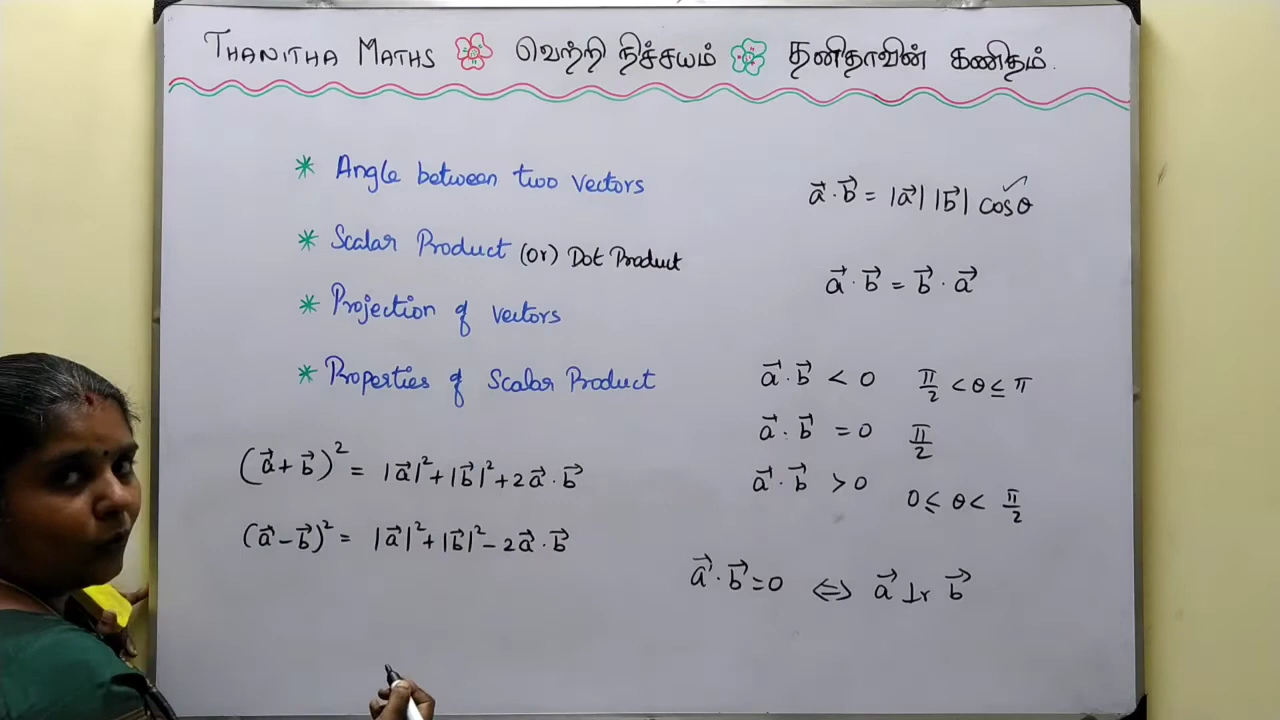 THANITHA MATHS வெற்றி நிச்சயம் தனிதாவின் கணிதம்.
* Angle between two vectors
* Scalar Product (Or) Dot Product
* Projection of vectors
* Properties of Scalar Product
(a⃗ + b⃗)² = |a⃗|² + |b⃗|² + 2a⃗ · b⃗
(a⃗ − b⃗)² = |a⃗|² + |b⃗|² − 2a⃗ · b⃗
a⃗ · b⃗ = |a⃗| |b⃗| cosθ ✓
a⃗ · b⃗ = b⃗ · a⃗
a⃗ · b⃗ < 0 π/2 < θ ≤ π
a⃗ · b⃗ = 0 π/2
a⃗ · b⃗ > 0 0 ≤ θ < π/2
a⃗ · b⃗ = 0 ⇔ a⃗ ⊥r b⃗